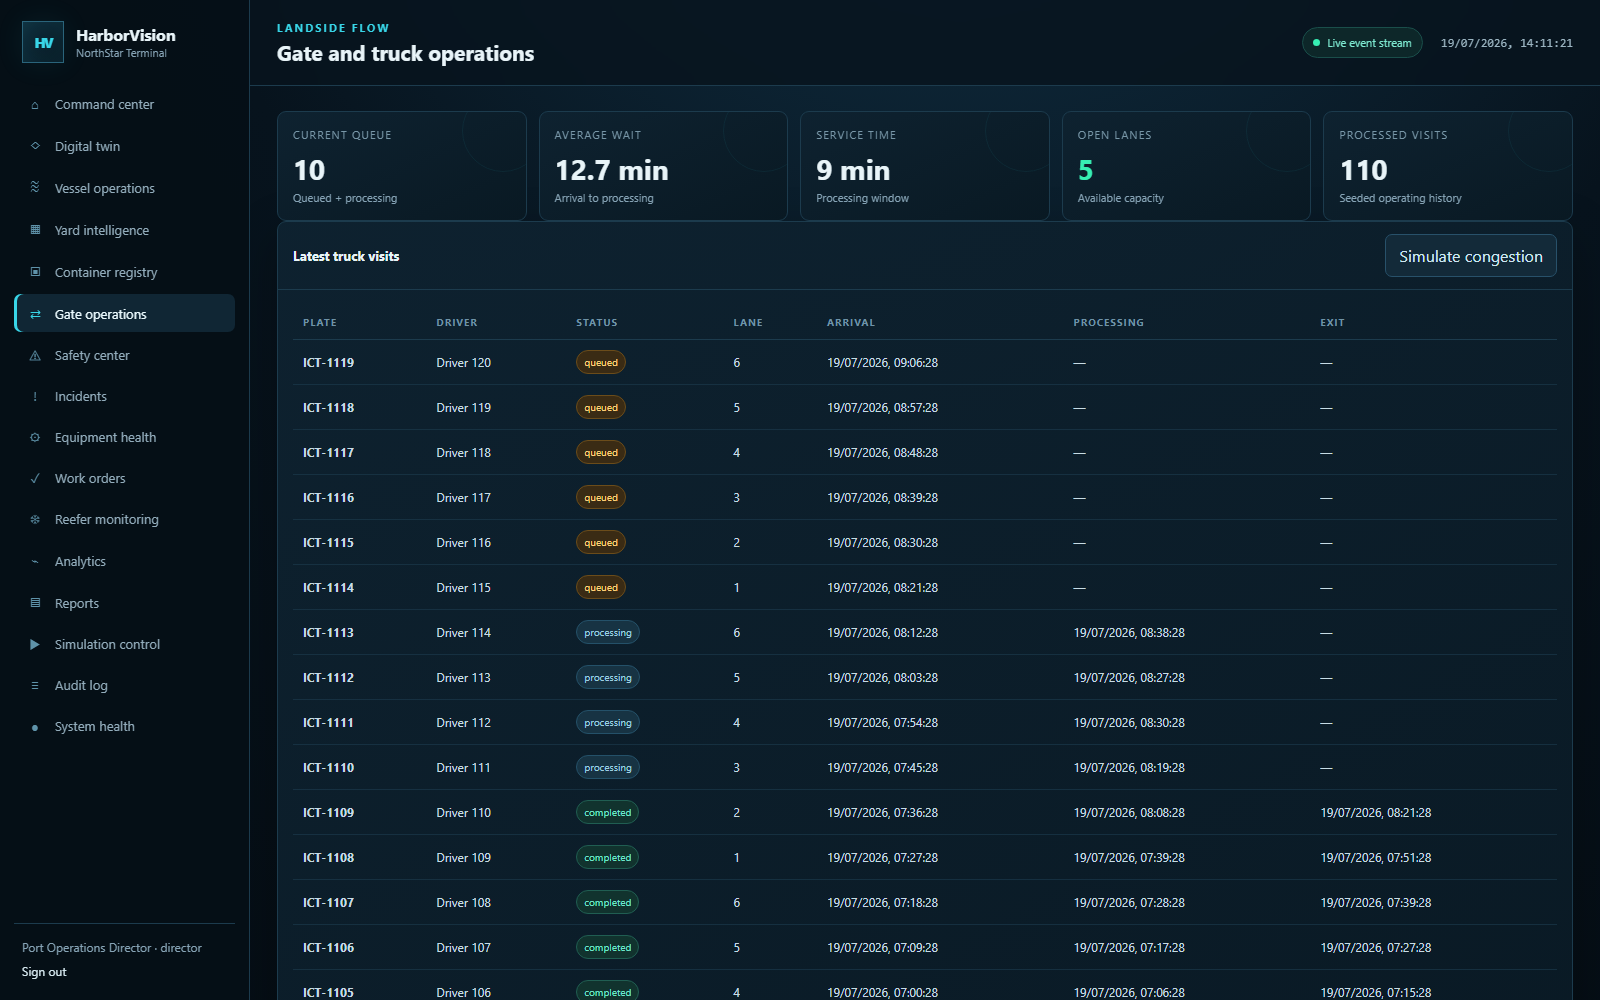 HV
HarborVision
NorthStar Terminal
Command center
Digital twin
Vessel operations
Yard intelligence
Container registry
Gate operations
Safety center
Incidents
Equipment health
Work orders
Reefer monitoring
Analytics
Reports
Simulation control
Audit log
System health
Port Operations Director · director
Sign out
LANDSIDE FLOW
Gate and truck operations
Live event stream
19/07/2026, 14:11:21
CURRENT QUEUE
10
Queued + processing
AVERAGE WAIT
12.7 min
Arrival to processing
SERVICE TIME
9 min
Processing window
OPEN LANES
5
Available capacity
PROCESSED VISITS
110
Seeded operating history
Latest truck visits
Simulate congestion
PLATE DRIVER STATUS LANE ARRIVAL PROCESSING EXIT
ICT-1119 Driver 120 queued 6 19/07/2026, 09:06:28 — —
ICT-1118 Driver 119 queued 5 19/07/2026, 08:57:28 — —
ICT-1117 Driver 118 queued 4 19/07/2026, 08:48:28 — —
ICT-1116 Driver 117 queued 3 19/07/2026, 08:39:28 — —
ICT-1115 Driver 116 queued 2 19/07/2026, 08:30:28 — —
ICT-1114 Driver 115 queued 1 19/07/2026, 08:21:28 — —
ICT-1113 Driver 114 processing 6 19/07/2026, 08:12:28 19/07/2026, 08:38:28 —
ICT-1112 Driver 113 processing 5 19/07/2026, 08:03:28 19/07/2026, 08:27:28 —
ICT-1111 Driver 112 processing 4 19/07/2026, 07:54:28 19/07/2026, 08:30:28 —
ICT-1110 Driver 111 processing 3 19/07/2026, 07:45:28 19/07/2026, 08:19:28 —
ICT-1109 Driver 110 completed 2 19/07/2026, 07:36:28 19/07/2026, 08:08:28 19/07/2026, 08:21:28
ICT-1108 Driver 109 completed 1 19/07/2026, 07:27:28 19/07/2026, 07:39:28 19/07/2026, 07:51:28
ICT-1107 Driver 108 completed 6 19/07/2026, 07:18:28 19/07/2026, 07:28:28 19/07/2026, 07:39:28
ICT-1106 Driver 107 completed 5 19/07/2026, 07:09:28 19/07/2026, 07:17:28 19/07/2026, 07:27:28
ICT-1105 Driver 106 completed 4 19/07/2026, 07:00:28 19/07/2026, 07:06:28 19/07/2026, 07:15:28